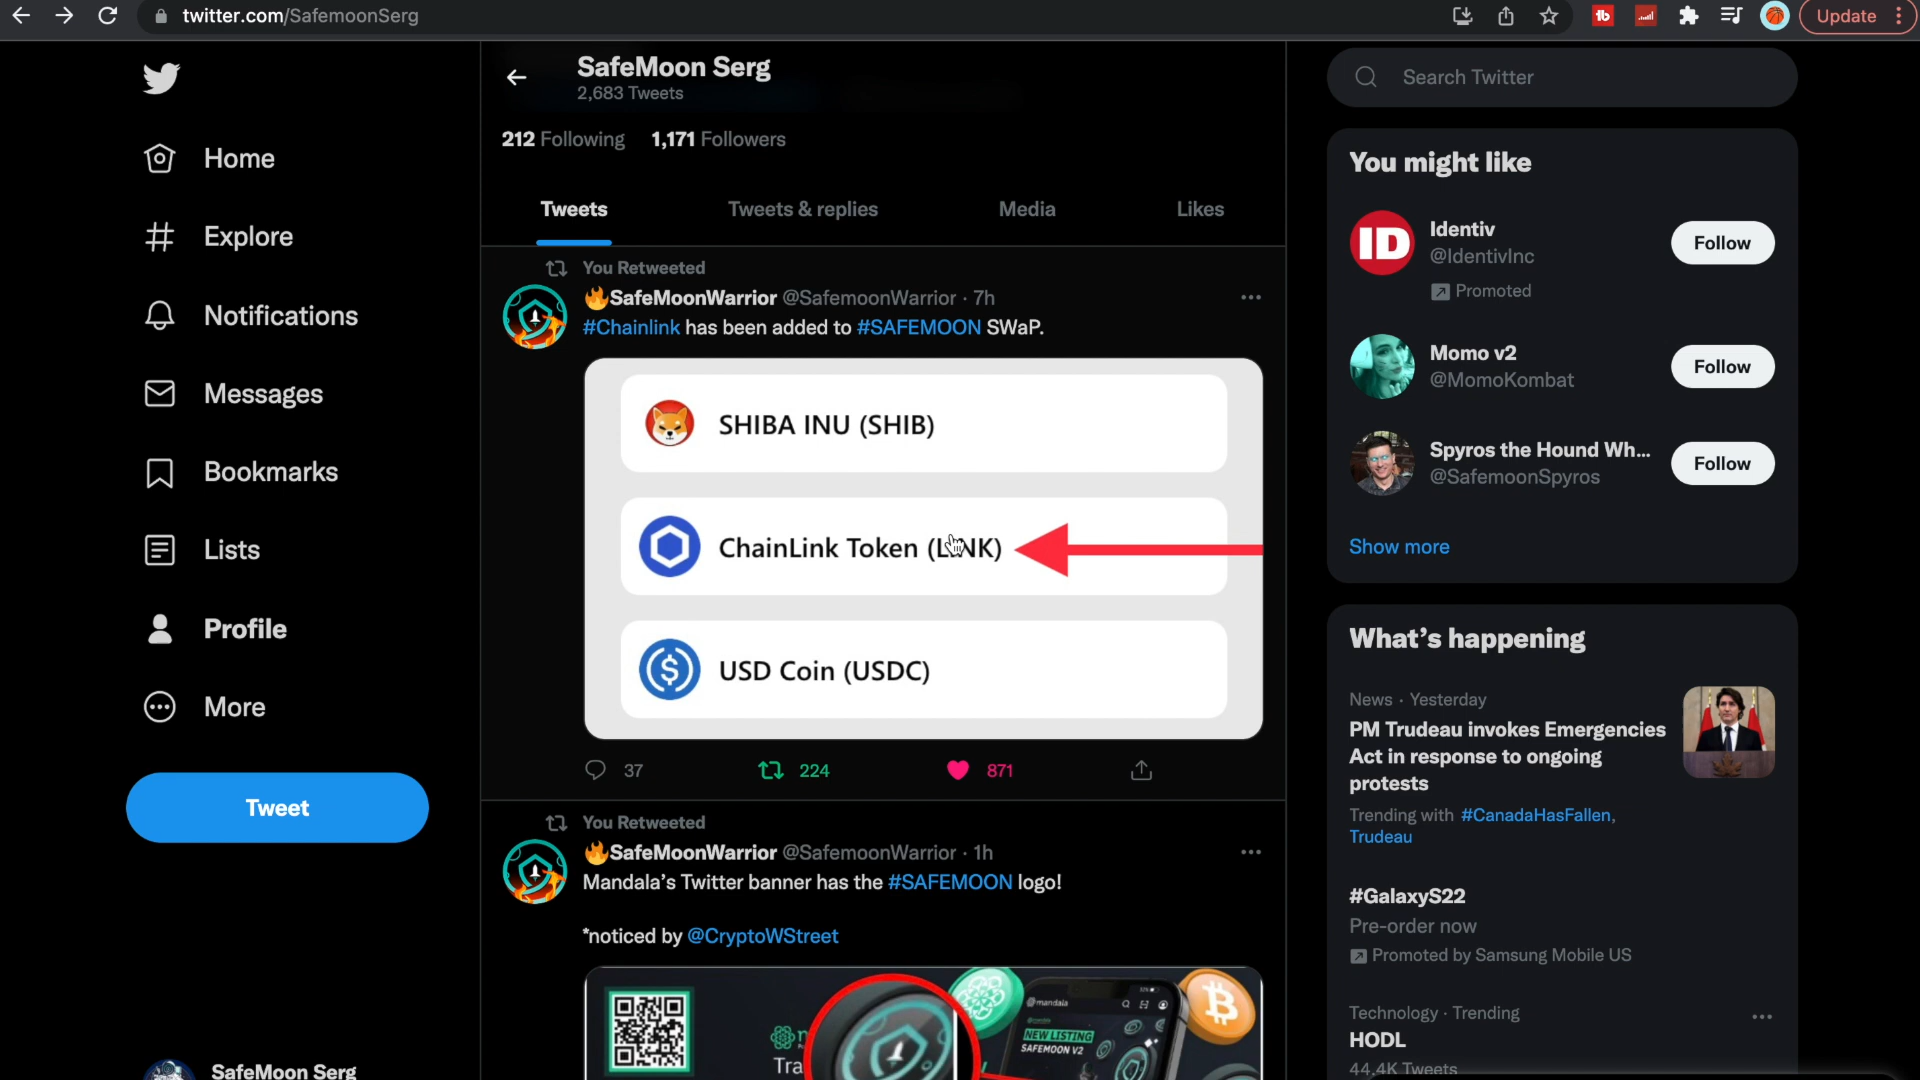 twitter.com/SafemoonSerg
Update
SafeMoon Serg
2,683 Tweets
212 Following 1,171 Followers
Tweets Tweets & replies Media Likes
Home
Explore
Notifications
Messages
Bookmarks
Lists
Profile
More
Tweet
SafeMoon Serg
You Retweeted
SafeMoonWarrior @SafemoonWarrior · 7h
#Chainlink has been added to #SAFEMOON SWaP.
SHIBA INU (SHIB)
ChainLink Token (LINK)
USD Coin (USDC)
37 224 871
You Retweeted
SafeMoonWarrior @SafemoonWarrior · 1h
Mandala's Twitter banner has the #SAFEMOON logo!
*noticed by @CryptoWStreet
mandala
NEW LISTING
SAFEMOON V2
Search Twitter
You might like
ID
Identiv
@IdentivInc
Promoted
Follow
Momo v2
@MomoKombat
Follow
Spyros the Hound Wh...
@SafemoonSpyros
Follow
Show more
What's happening
News · Yesterday
PM Trudeau invokes Emergencies
Act in response to ongoing
protests
Trending with #CanadaHasFallen,
Trudeau
#GalaxyS22
Pre-order now
Promoted by Samsung Mobile US
Technology · Trending
HODL
44.4K Tweets